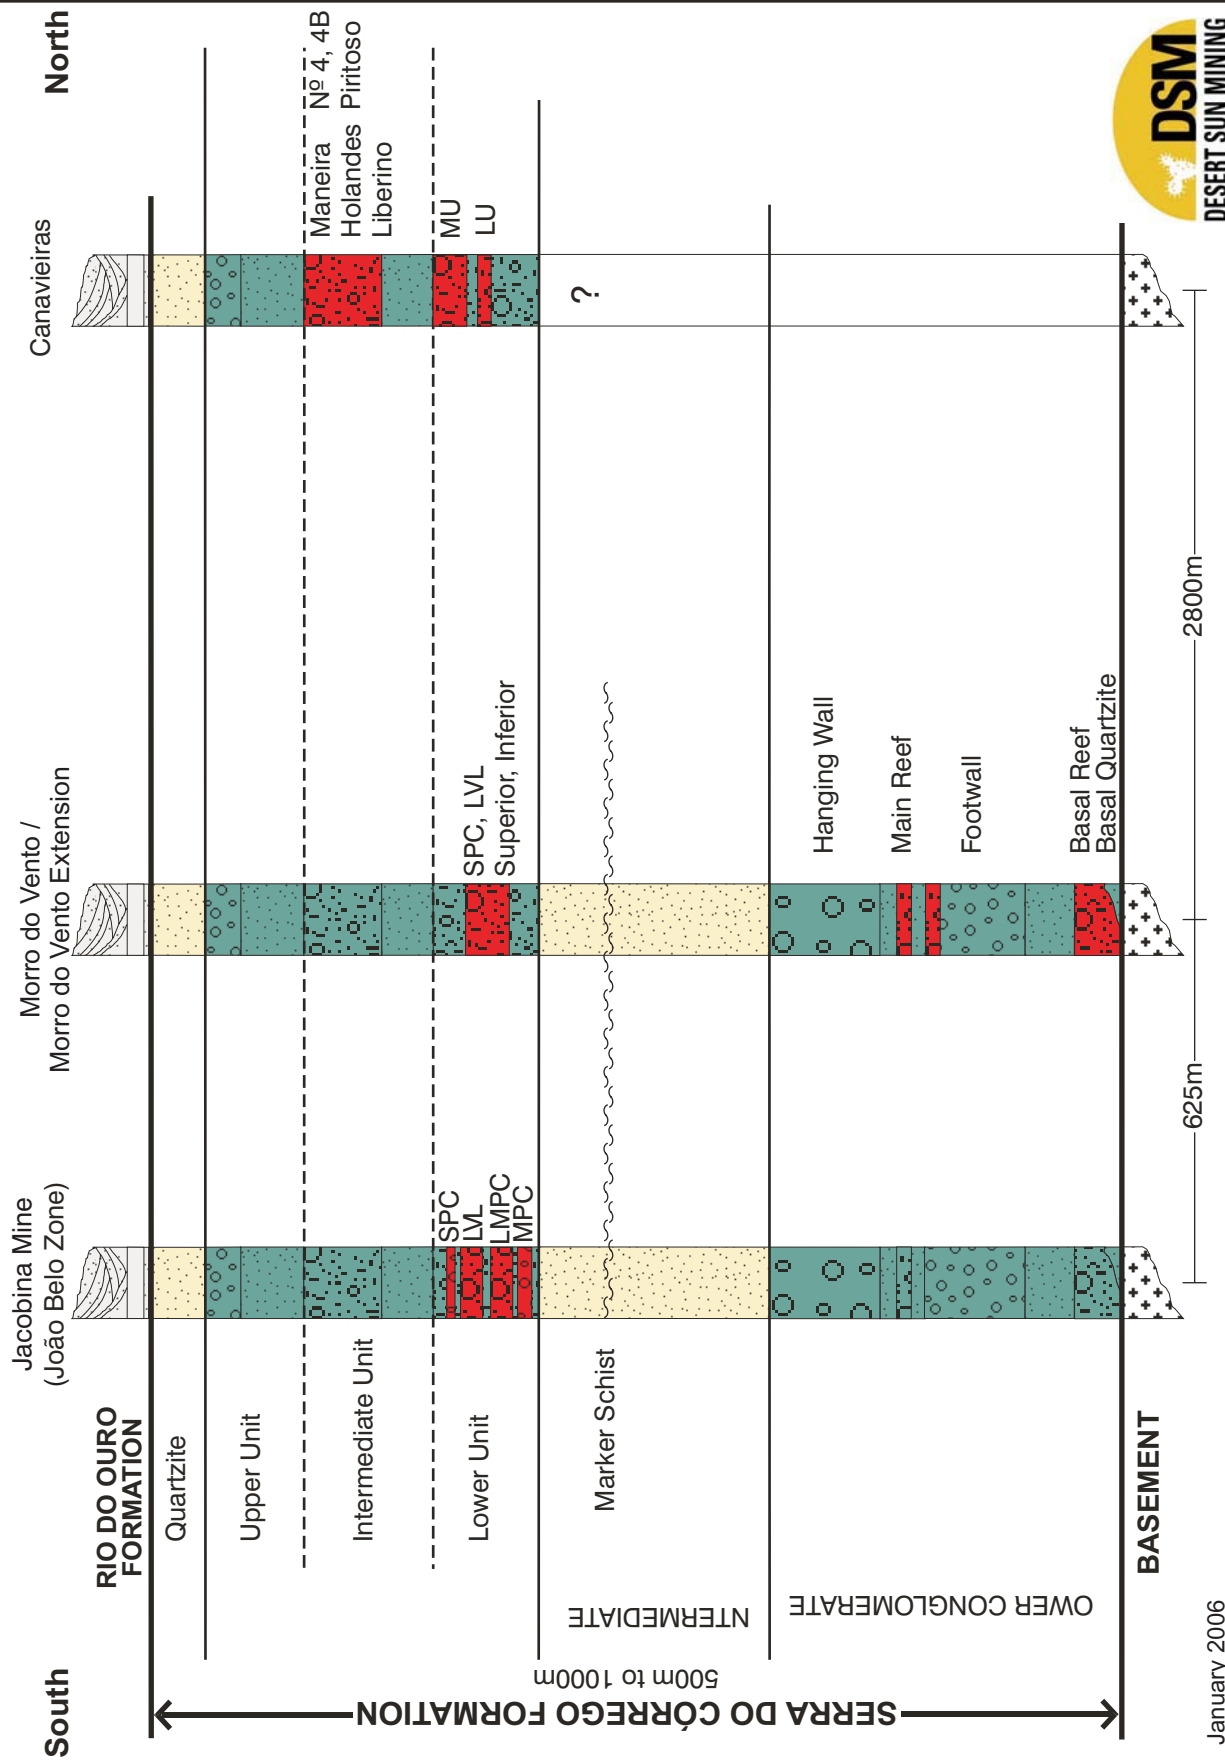 South
North
Jacobina Mine
(João Belo Zone)
Morro do Vento /
Morro do Vento Extension
Canavieiras
RIO DO OURO
FORMATION
Quartzite
Upper Unit
Intermediate Unit
Maneira Nº 4, 4B
Holandes Piritoso
Liberino
Lower Unit
SPC
LVL
LMPC
MPC
SPC, LVL
Superior, Inferior
MU
LU
Marker Schist
?
NTERMEDIATE
OWER CONGLOMERATE
500m to 1000m
SERRA DO CÓRREGO FORMATION
Hanging Wall
Main Reef
Footwall
Basal Reef
Basal Quartzite
BASEMENT
625m
2800m
January 2006
DSM
DESERT SUN MINING